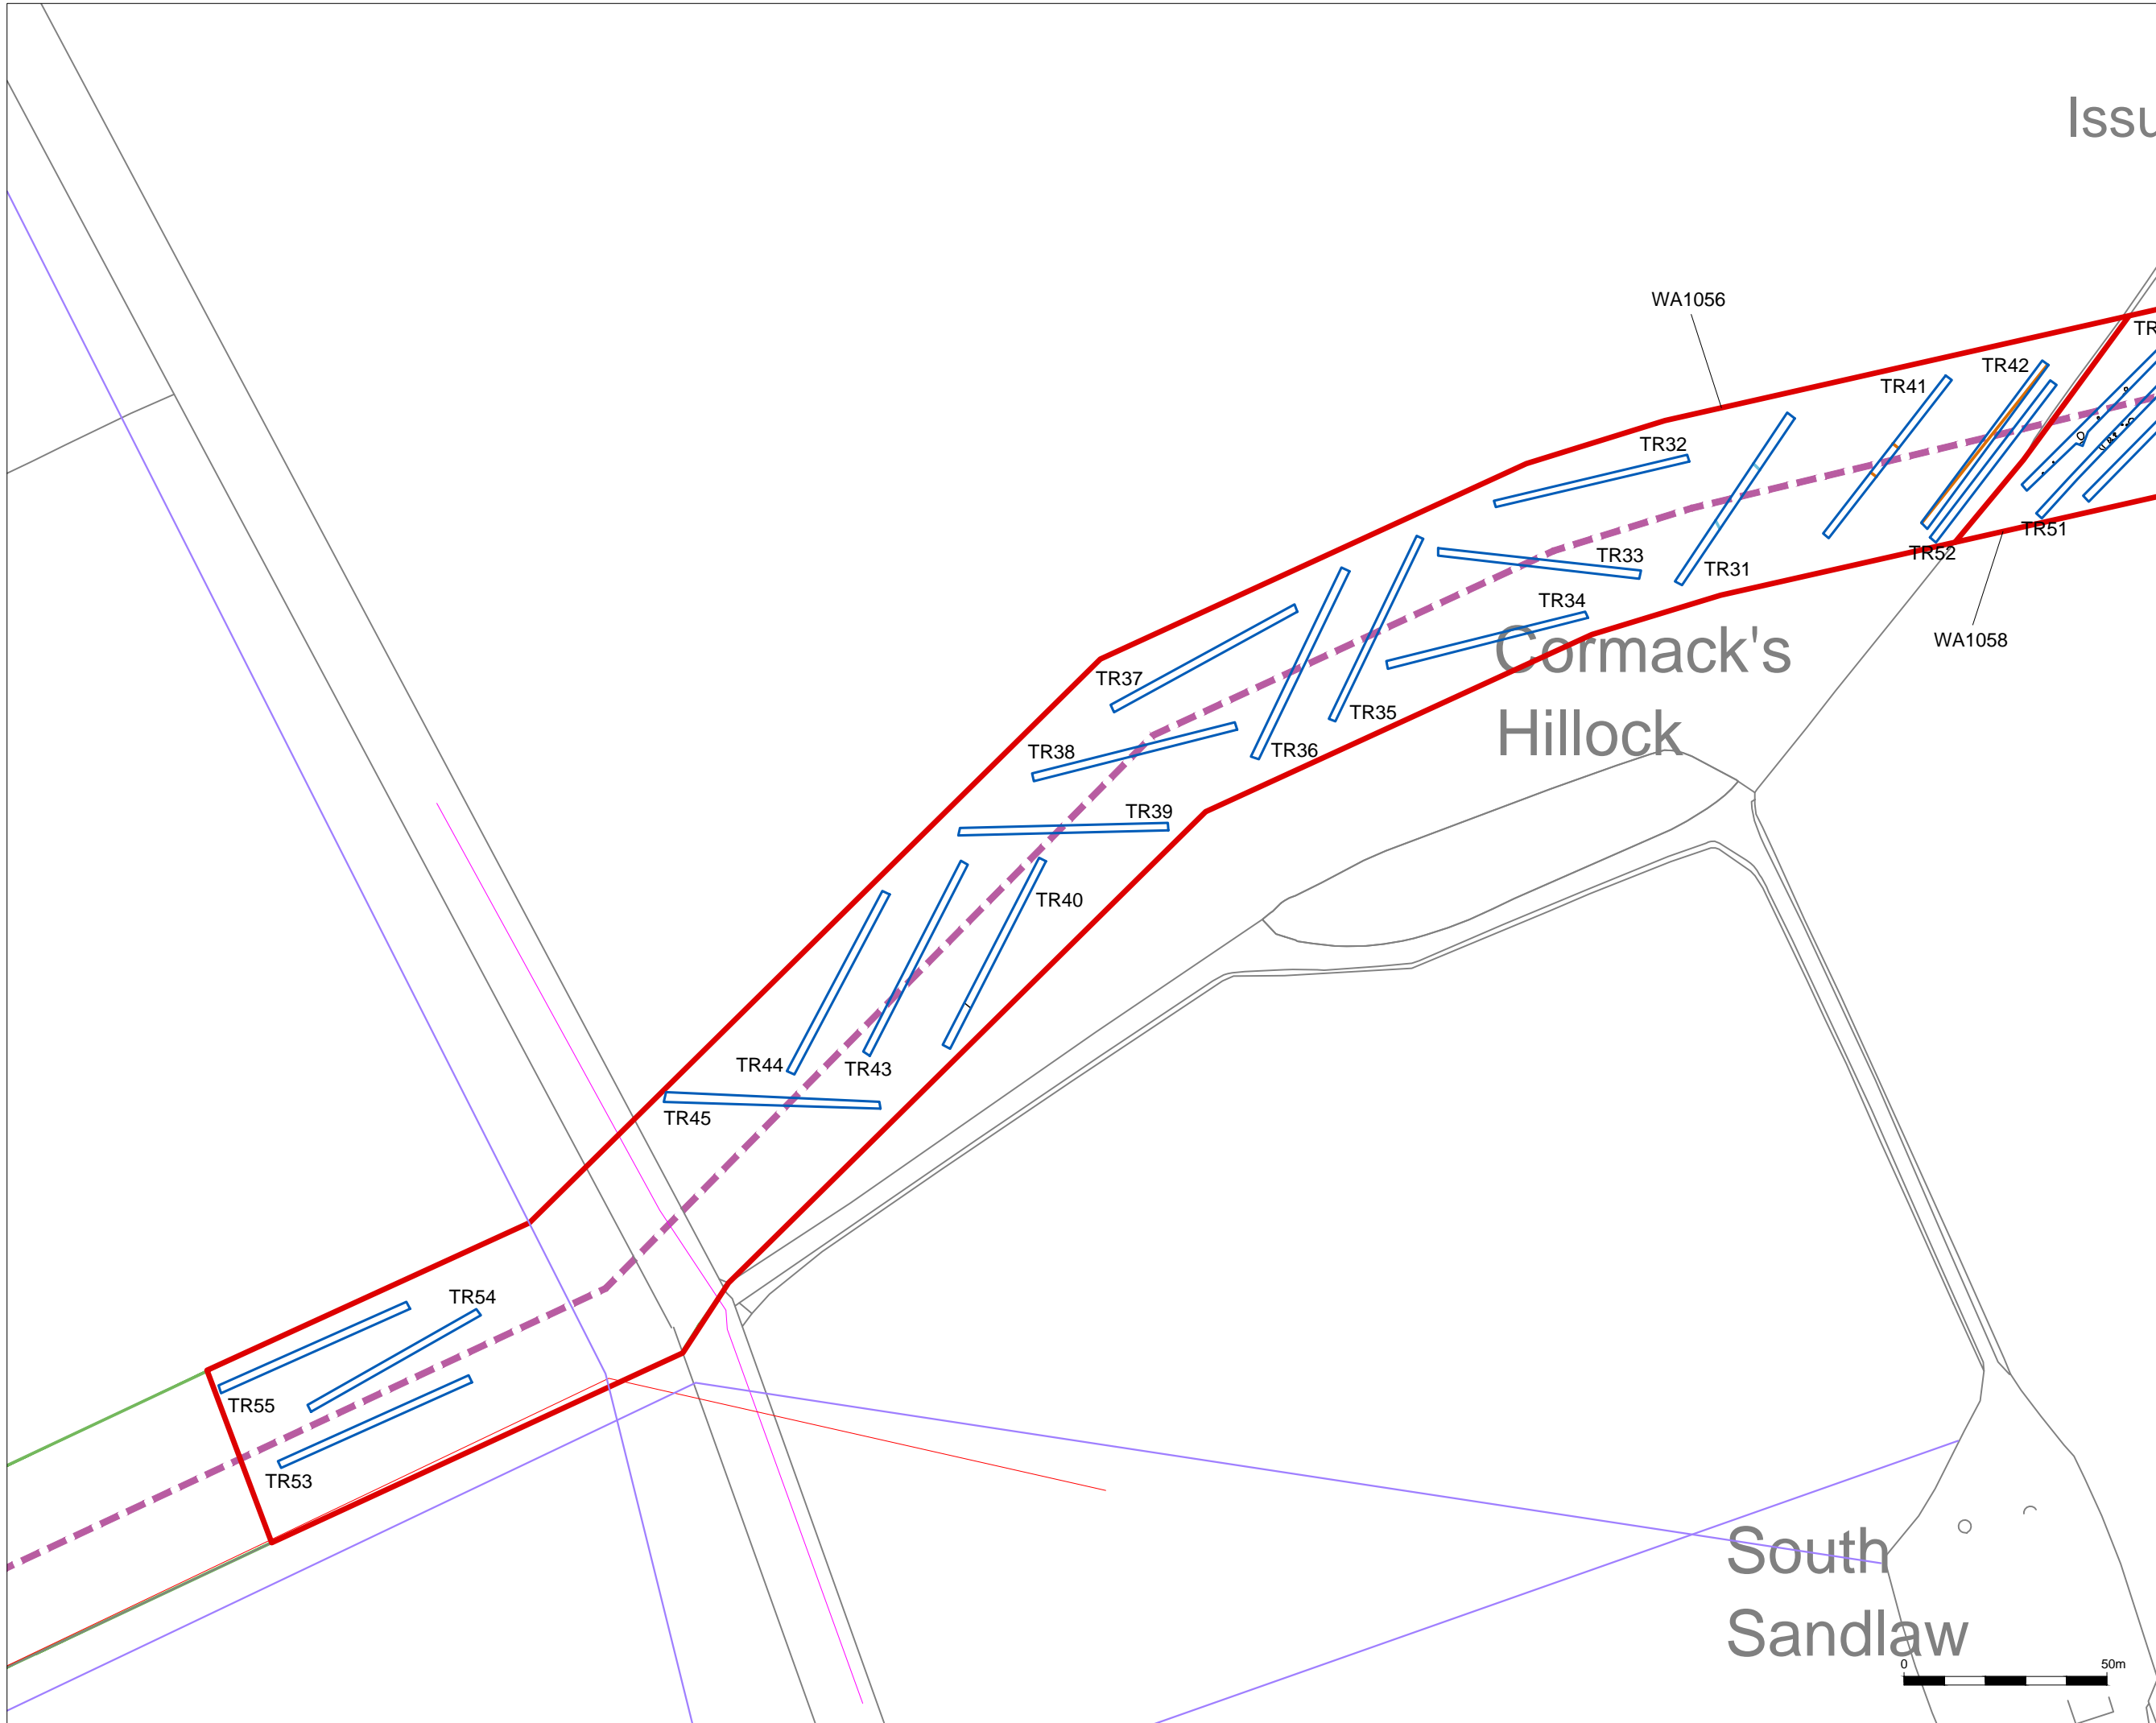 Issu
WA1056
TR
TR42
TR41
TR32
TR51
TR52
TR33
TR31
TR34
WA1058
Cormack's
Hillock
TR37
TR35
TR36
TR38
TR39
TR40
TR44
TR43
TR45
TR54
TR55
TR53
South
Sandlaw
0 50m